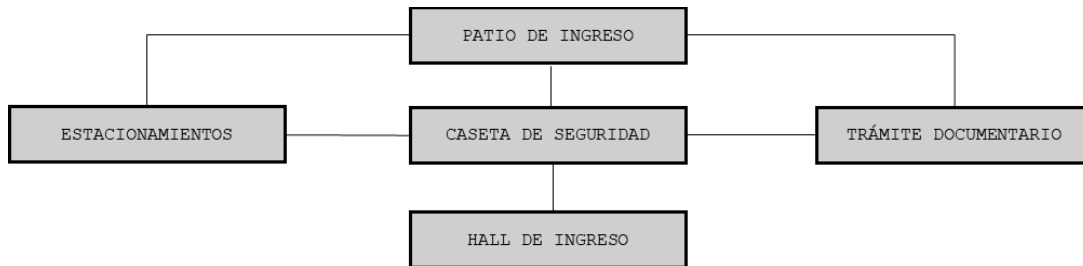 PATIO DE INGRESO
ESTACIONAMIENTOS
CASETA DE SEGURIDAD
TRÁMITE DOCUMENTARIO
HALL DE INGRESO